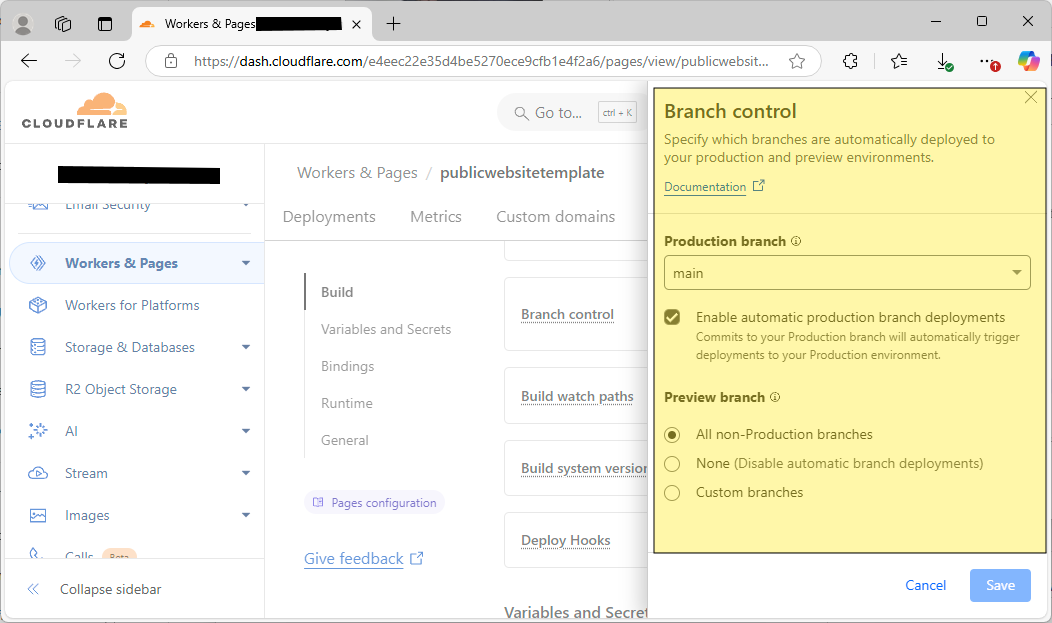 Workers & Pages
https://dash.cloudflare.com/e4eec22e35d4be5270ece9cfb1e4f2a6/pages/view/publicwebsit...
CLOUDFLARE
Go to...
ctrl + K
Email Security
Workers & Pages
Workers for Platforms
Storage & Databases
R2 Object Storage
AI
Stream
Images
Calls Beta
Collapse sidebar
Workers & Pages / publicwebsitetemplate
Deployments Metrics Custom domains
Build
Variables and Secrets
Bindings
Runtime
General
Pages configuration
Give feedback
Branch control
Build watch paths
Build system version
Deploy Hooks
Variables and Secret
Branch control
Specify which branches are automatically deployed to
your production and preview environments.
Documentation
Production branch
main
Enable automatic production branch deployments
Commits to your Production branch will automatically trigger
deployments to your Production environment.
Preview branch
All non-Production branches
None (Disable automatic branch deployments)
Custom branches
Cancel Save